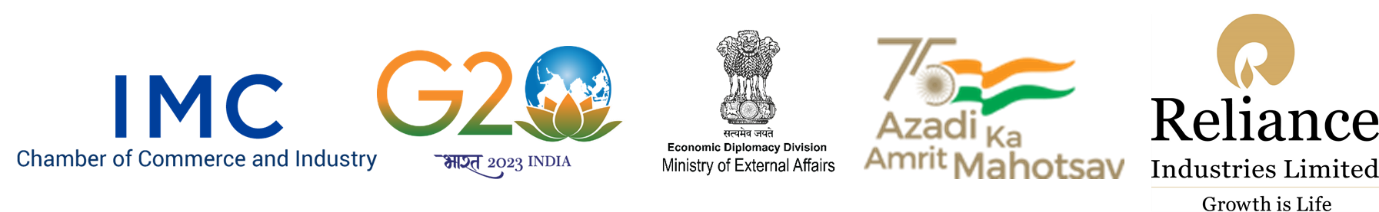 IMC
Chamber of Commerce and Industry
G20
भारत 2023 INDIA
सत्यमेव जयते
Economic Diplomacy Division
Ministry of External Affairs
75
Azadi Ka
Amrit Mahotsav
Reliance
Industries Limited
Growth is Life